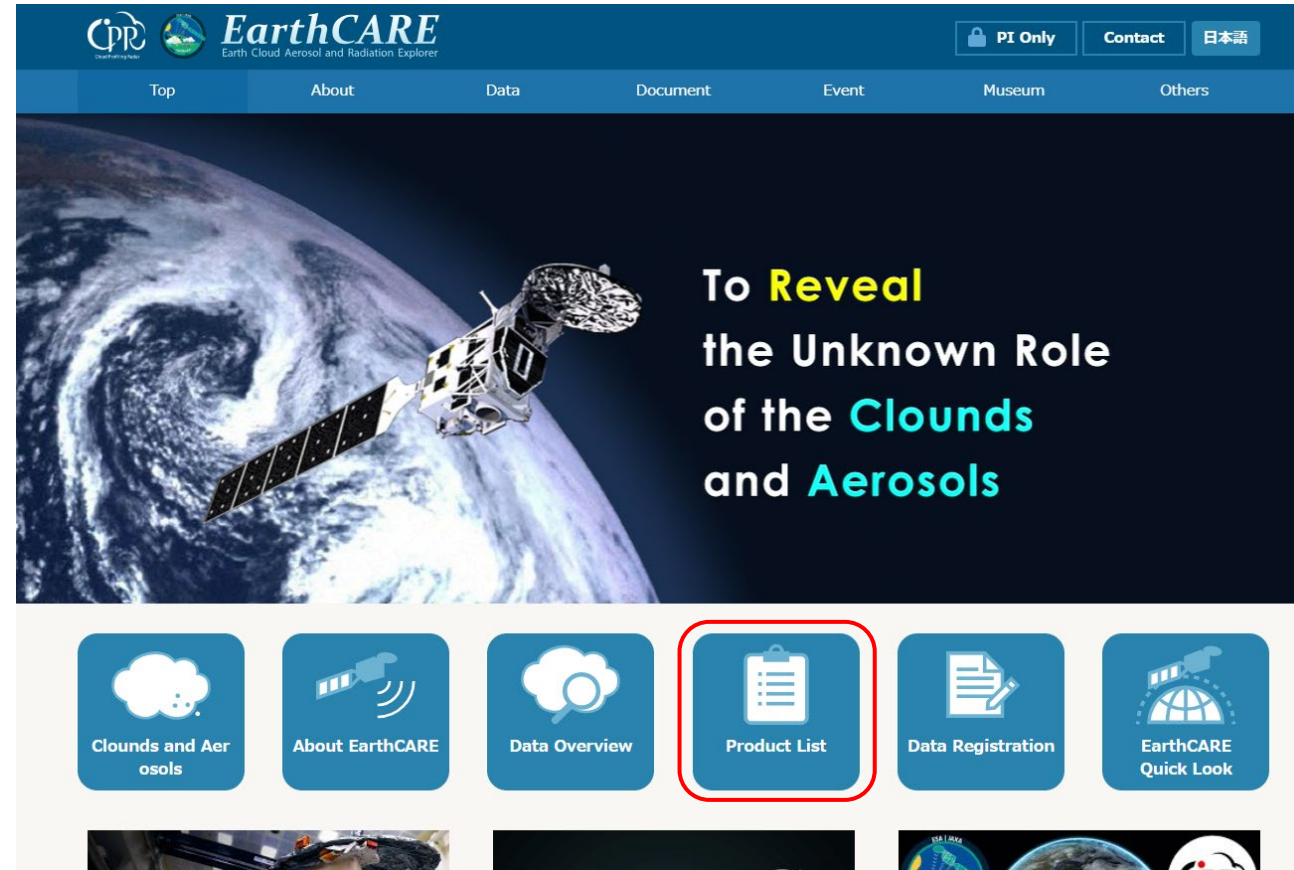 CPR
EarthCARE
Earth Cloud Aerosol and Radiation Explorer
PI Only
Contact
日本語
Top
About
Data
Document
Event
Museum
Others
To Reveal
the Unknown Role
of the Clounds
and Aerosols
Clounds and Aer
osols
About EarthCARE
Data Overview
Product List
Data Registration
EarthCARE
Quick Look
ESA | JAXA